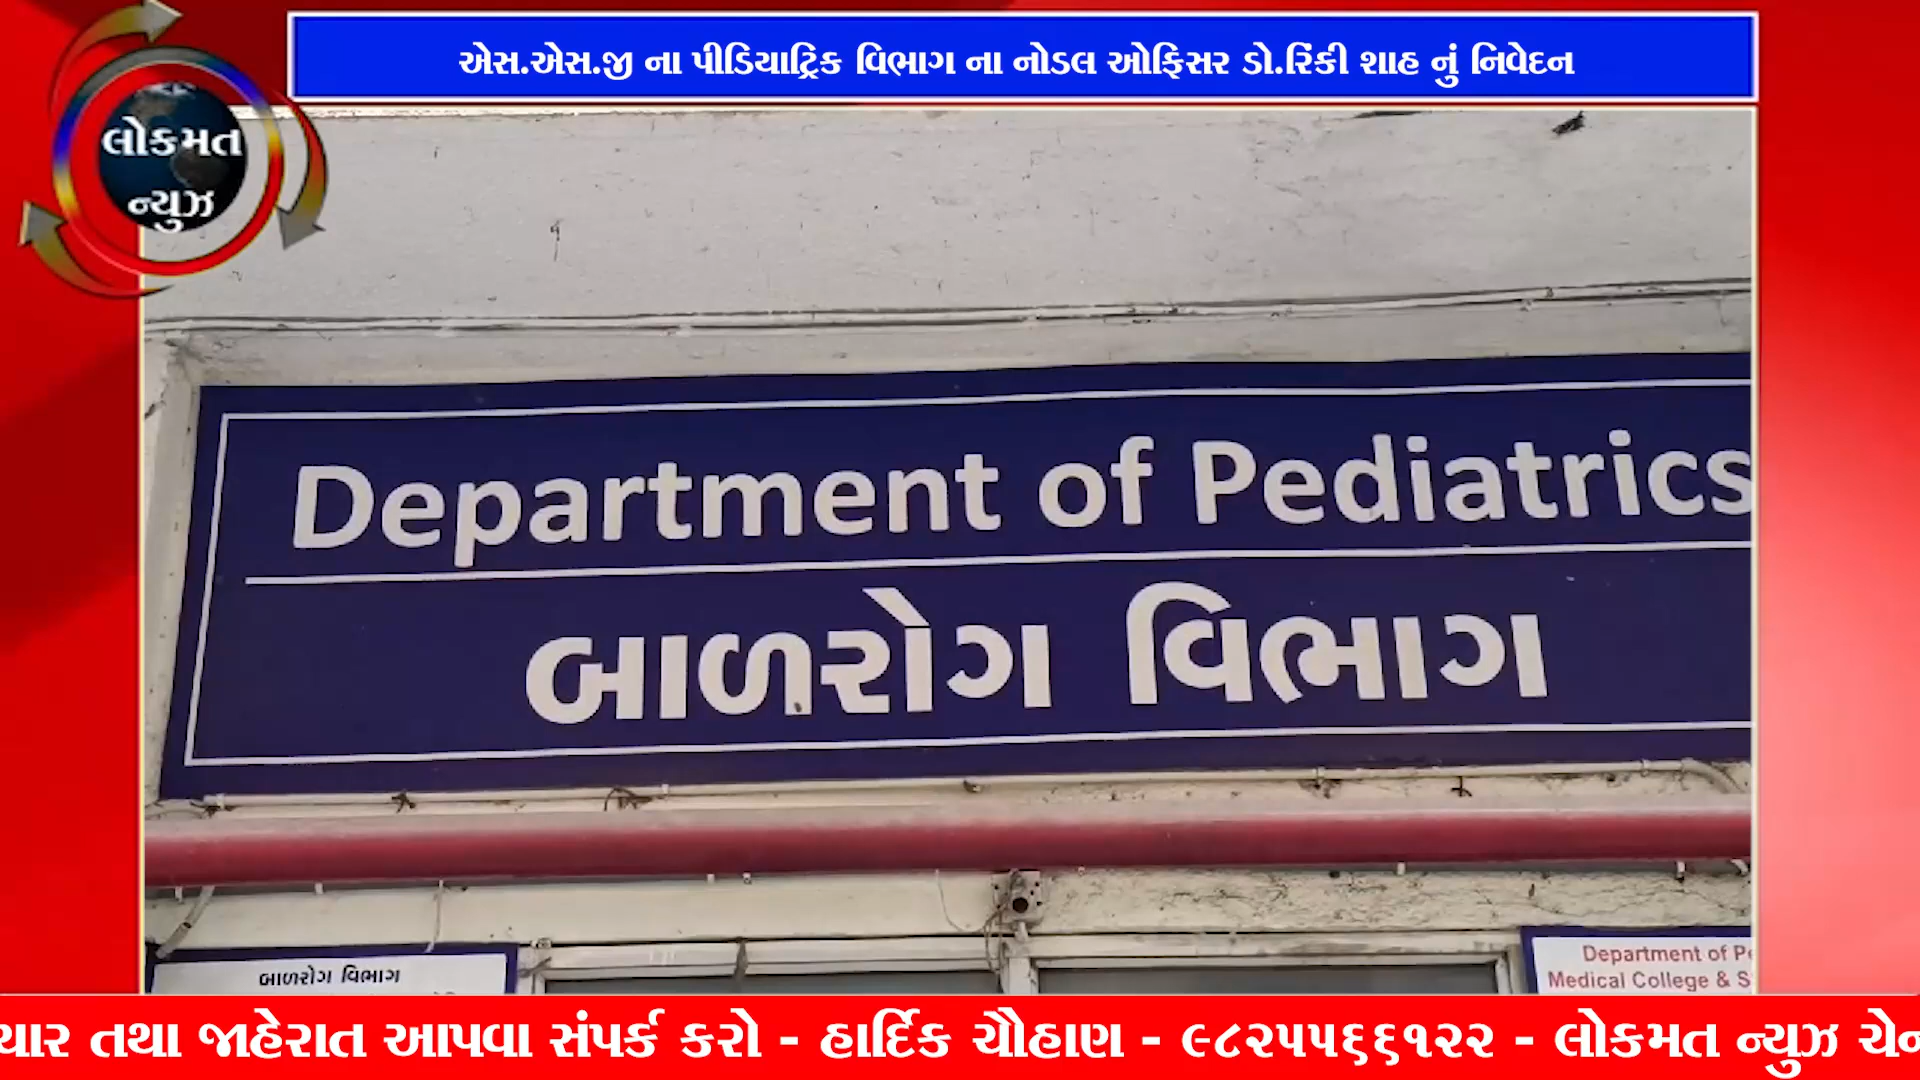 એસ.એસ.જી ના પીડિયાટ્રિક વિભાગ ના નોડલ ઓફિસર ડો.રિંકી શાહ નું નિવેદન
લોકમત
ન્યુઝ
Department of Pediatrics
બાળરોગ વિભાગ
બાળરોગ વિભાગ
Department of Pe
Medical College & S
ચાર તથા જાહેરાત આપવા સંપર્ક કરો - હાર્દિક ચૌહાણ - ૯૮૨૫૫૬૬૧૨૨ - લોકમત ન્યુઝ ચેન